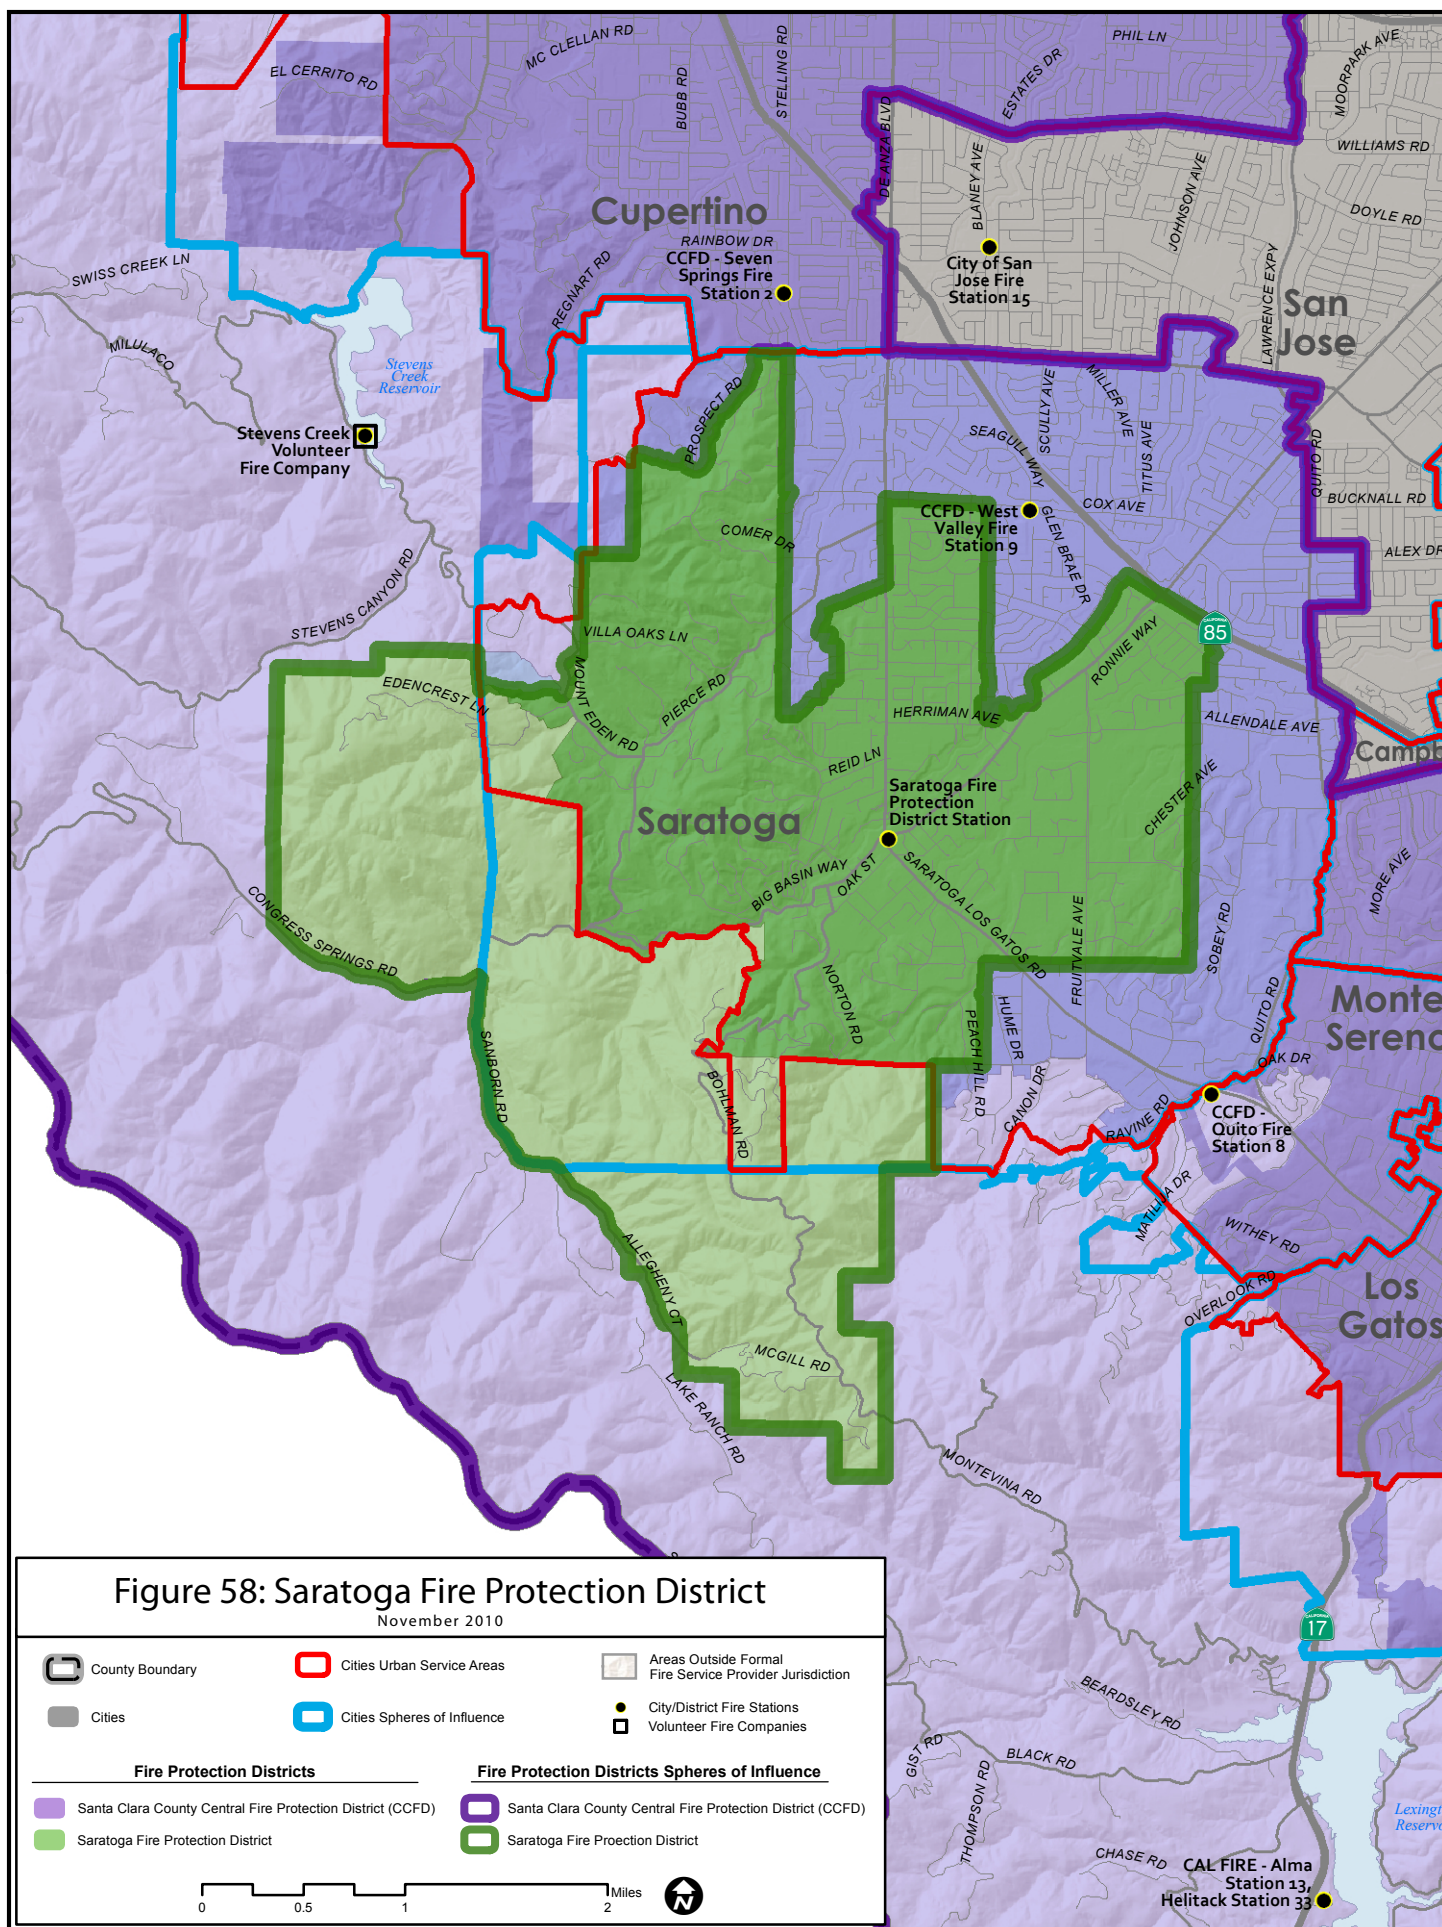 PHIL LN
MC CLELLAN RD
STELLING RD
ESTATES DR
MOORPARK AVE
EL CERRITO RD
BUBB RD
DE ANZA BLVD
WILLIAMS RD
BLANEY AVE
JOHNSON AVE
Cupertino
DOYLE RD
RAINBOW DR
CCFD - Seven
Springs Fire
Station 2
City of San
Jose Fire
Station 15
SWISS CREEK LN
REGNART RD
LAWRENCE EXPY
San
Jose
MILULACO
Stevens
Creek
Reservoir
PROSPECT RD
SCULLY AVE
MILLER AVE
TITUS AVE
SEAGULL WAY
QUITO RD
Stevens Creek
Volunteer
Fire Company
BUCKNALL RD
COX AVE
CCFD - West
Valley Fire
Station 9
GLEN BRAE DR
COMER DR
ALEX DR
STEVENS CANYON RD
VILLA OAKS LN
CALIFORNIA
85
RONNIE WAY
EDENCREST LN
MOUNT EDEN RD
PIERCE RD
HERRIMAN AVE
ALLENDALE AVE
REID LN
Campb
Saratoga Fire
Protection
District Station
CHESTER AVE
Saratoga
BIG BASIN WAY
OAK ST
SARATOGA LOS GATOS RD
MORE AVE
CONGRESS SPRINGS RD
FRUITVALE AVE
SOBEY RD
NORTON RD
QUITO RD
Monte
Sereno
PEACH HILL RD
HUME DR
OAK DR
SANBORN RD
BOHLMAN RD
CANON DR
RAVINE RD
CCFD -
Quito Fire
Station 8
MATILIJA DR
WITHEY RD
ALLEGHENY CT
OVERLOOK RD
Los
Gatos
MCGILL RD
LAKE RANCH RD
MONTEVINA RD
CALIFORNIA
17
BEARDSLEY RD
GIST RD
BLACK RD
THOMPSON RD
Lexingt
Reservo
CHASE RD
CAL FIRE - Alma
Station 13,
Helitack Station 33
Figure 58: Saratoga Fire Protection District
November 2010
County Boundary
Cities Urban Service Areas
Areas Outside Formal
Fire Service Provider Jurisdiction
Cities
Cities Spheres of Influence
City/District Fire Stations
Volunteer Fire Companies
Fire Protection Districts
Fire Protection Districts Spheres of Influence
Santa Clara County Central Fire Protection District (CCFD)
Santa Clara County Central Fire Protection District (CCFD)
Saratoga Fire Protection District
Saratoga Fire Proection District
Miles
0 0.5 1 2
N